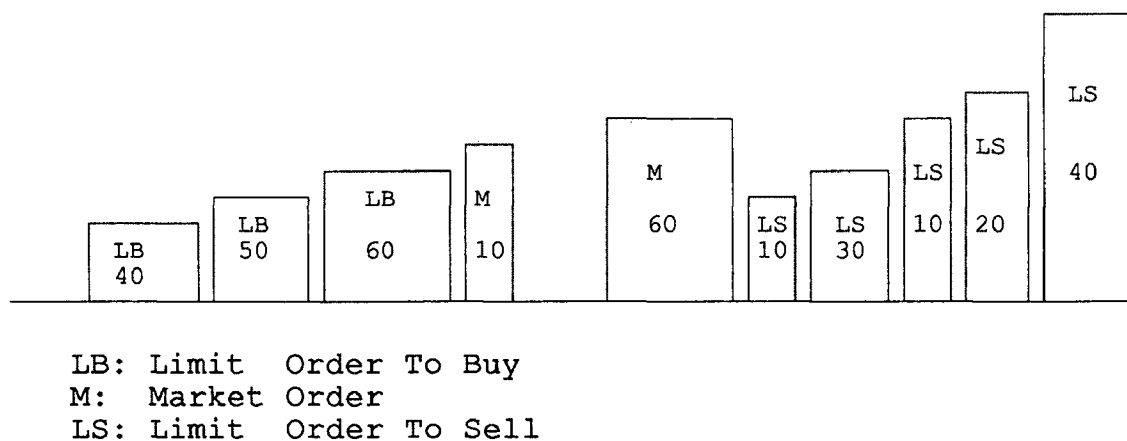 LB
40
LB
50
LB
60
M
10
M
60
LS
10
LS
30
LS
10
LS
20
LS
40
LB: Limit Order To Buy
M: Market Order
LS: Limit Order To Sell